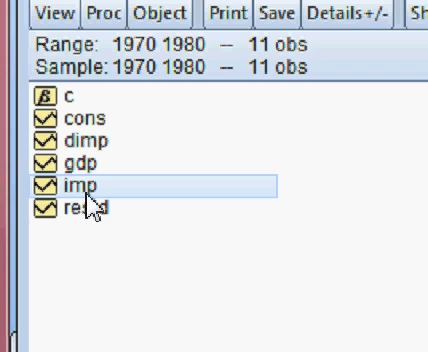 View Proc Object Print Save Details+/-
Range: 1970 1980 -- 11 obs
Sample: 1970 1980 -- 11 obs
c
cons
dimp
gdp
imp